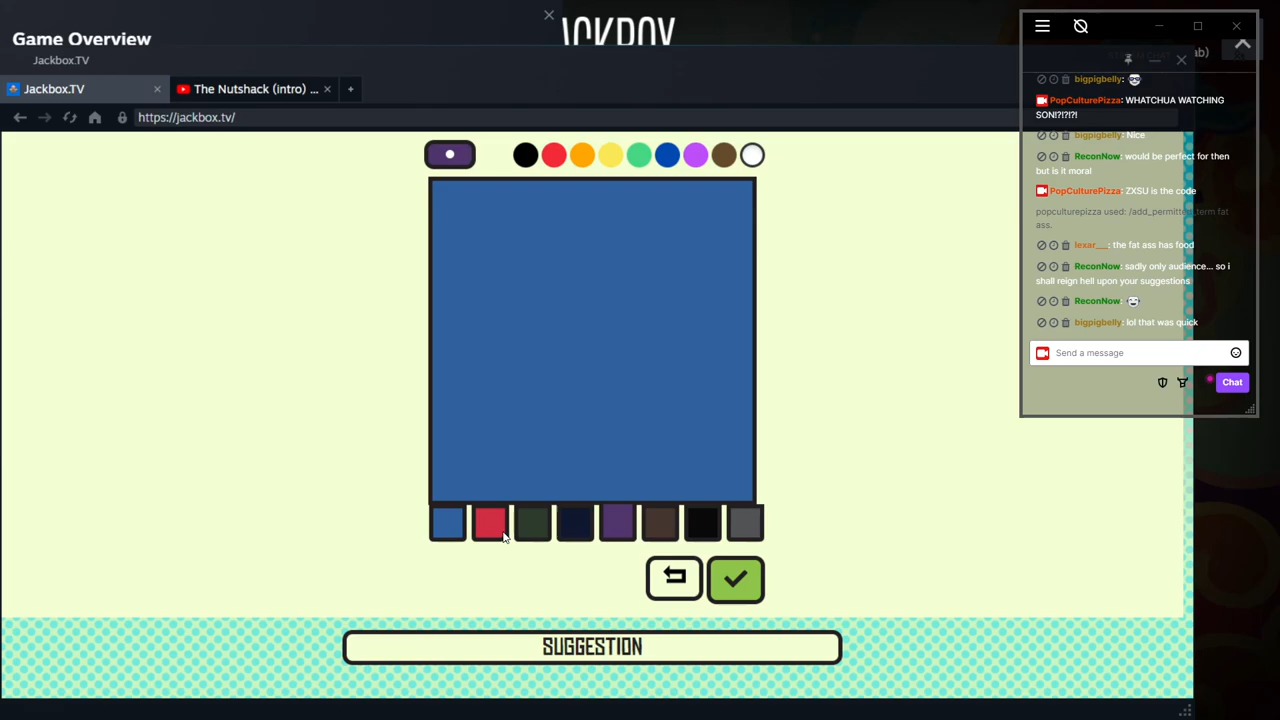 Game Overview
Jackbox.TV
JACKBOX
Jackbox.TV
The Nutshack (intro) ...
https://jackbox.tv/
SUGGESTION
bigpigbelly:
PopCulturePizza: WHATCHUA WATCHING
SON!?!?!?!
bigpigbelly: Nice
ReconNow: would be perfect for then
but is it moral
PopCulturePizza: ZXSU is the code
popculturepizza used: /add_permitted_term fat
ass.
lexar___: the fat ass has food
ReconNow: sadly only audience... so i
shall reign hell upon your suggestions
ReconNow:
bigpigbelly: lol that was quick
Send a message
Chat